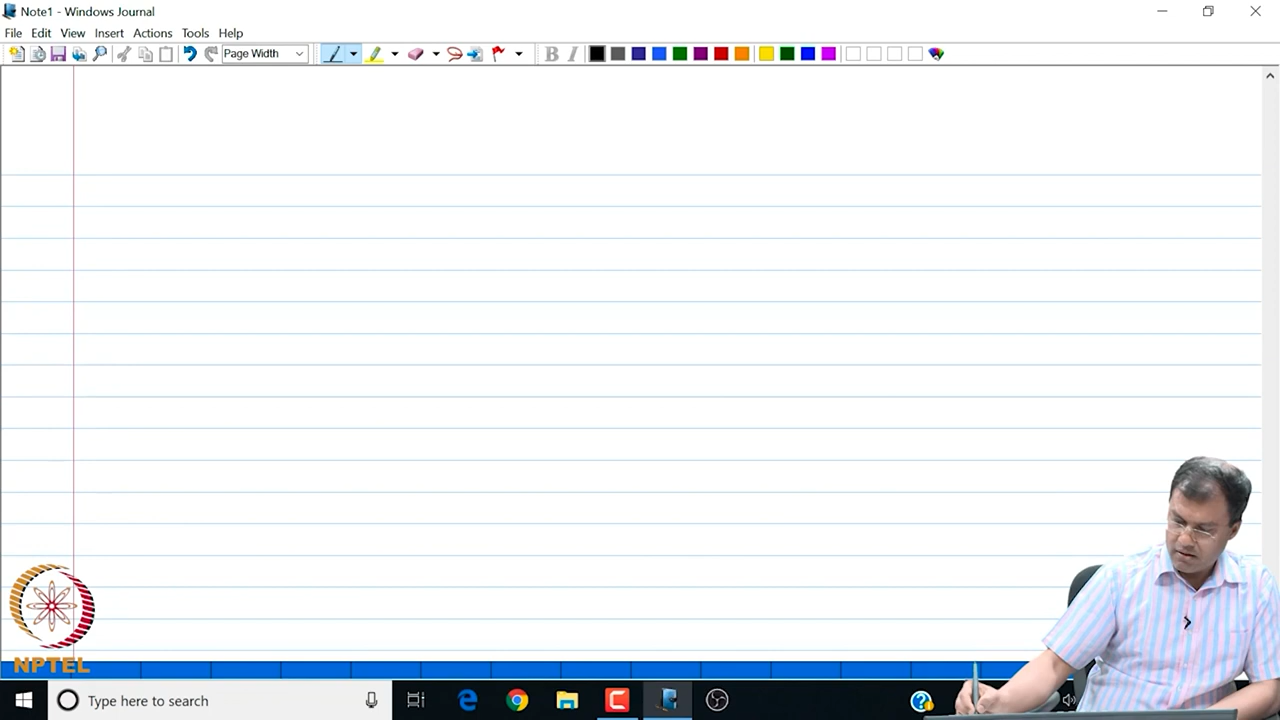 Note1 - Windows Journal
File Edit View Insert Actions Tools Help
Page Width
B I
NPTEL
Type here to search